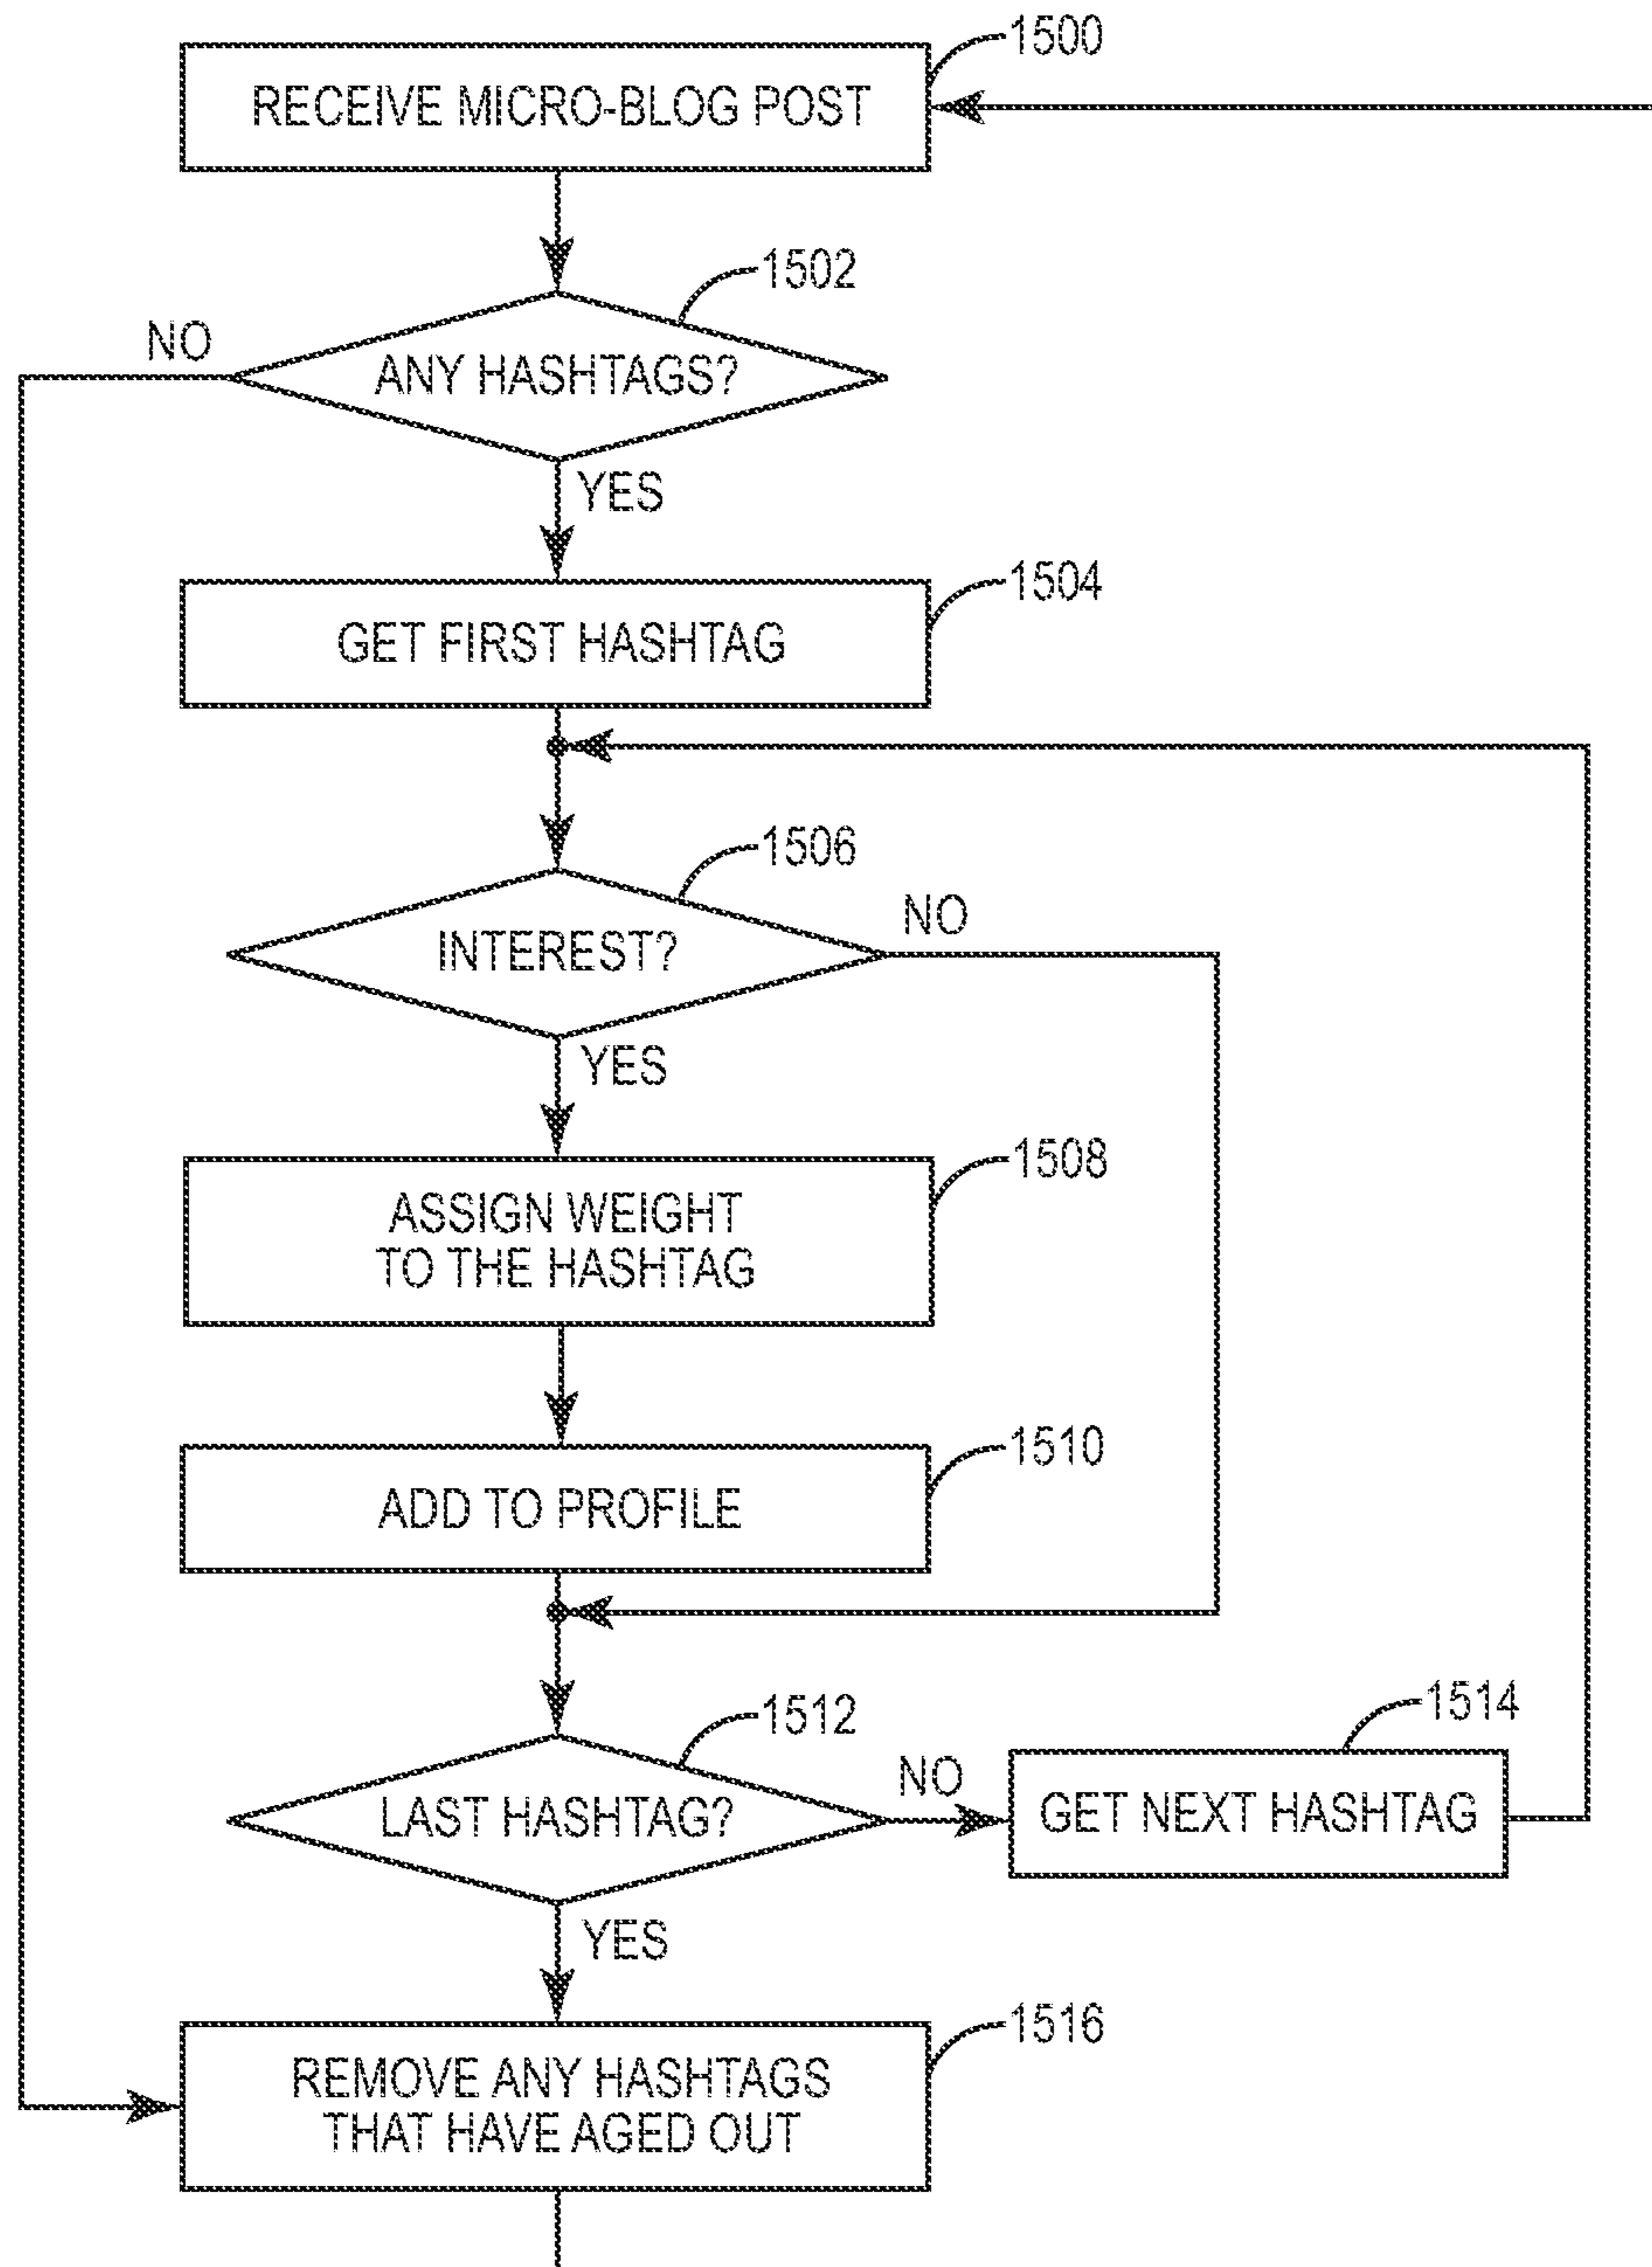 1500
RECEIVE MICRO-BLOG POST
1502
NO
ANY HASHTAGS?
YES
1504
GET FIRST HASHTAG
1506
NO
INTEREST?
YES
1508
ASSIGN WEIGHT
TO THE HASHTAG
1510
ADD TO PROFILE
1512
1514
NO
LAST HASHTAG?
GET NEXT HASHTAG
YES
1516
REMOVE ANY HASHTAGS
THAT HAVE AGED OUT